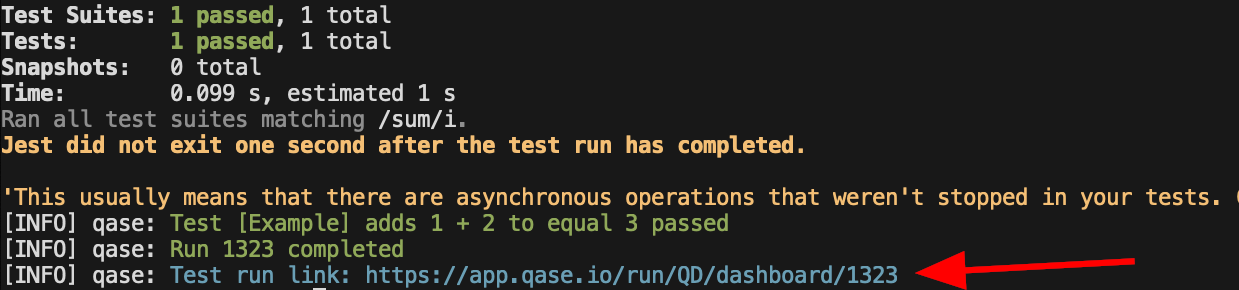 Test Suites: 1 passed, 1 total
Tests:       1 passed, 1 total
Snapshots:   0 total
Time:        0.099 s, estimated 1 s
Ran all test suites matching /sum/i.
Jest did not exit one second after the test run has completed.
'This usually means that there are asynchronous operations that weren't stopped in your tests.
[INFO] qase: Test [Example] adds 1 + 2 to equal 3 passed
[INFO] qase: Run 1323 completed
[INFO] qase: Test run link: https://app.qase.io/run/QD/dashboard/1323